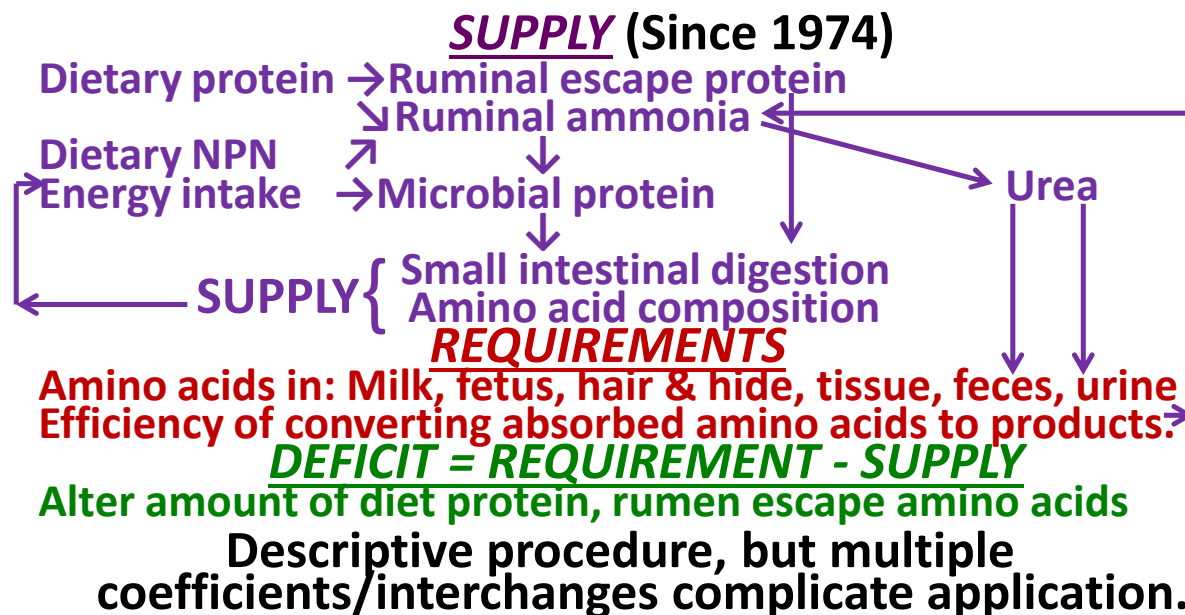 SUPPLY (Since 1974)
Dietary protein →Ruminal escape protein
↘Ruminal ammonia
Dietary NPN ↗
Energy intake →Microbial protein
Urea
Small intestinal digestion
SUPPLY{
Amino acid composition
REQUIREMENTS
Amino acids in: Milk, fetus, hair & hide, tissue, feces, urine
Efficiency of converting absorbed amino acids to products.
DEFICIT = REQUIREMENT - SUPPLY
Alter amount of diet protein, rumen escape amino acids
Descriptive procedure, but multiple
coefficients/interchanges complicate application.